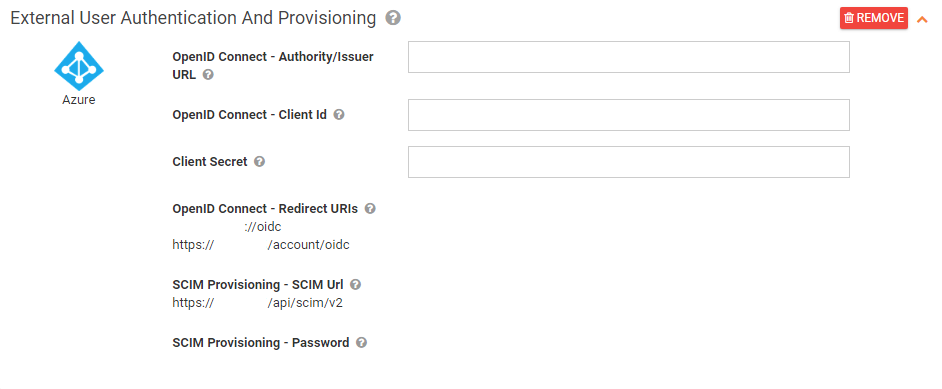 External User Authentication And Provisioning
REMOVE
Azure
OpenID Connect - Authority/Issuer
URL
OpenID Connect - Client Id
Client Secret
OpenID Connect - Redirect URIs
://oidc
https:// /account/oidc
SCIM Provisioning - SCIM Url
https:// /api/scim/v2
SCIM Provisioning - Password